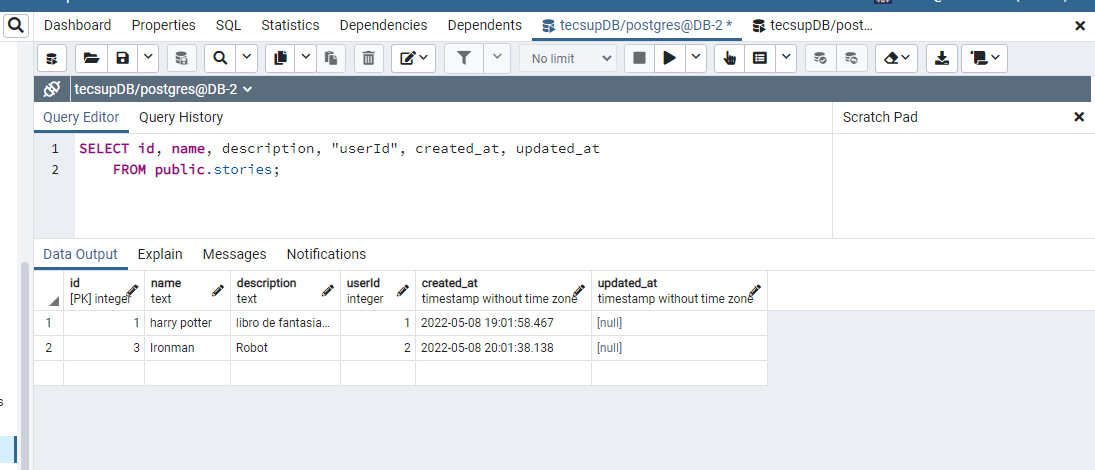 Dashboard Properties SQL Statistics Dependencies Dependents tecsupDB/postgres@DB-2 * tecsupDB/post...
No limit
tecsupDB/postgres@DB-2
Query Editor Query History Scratch Pad
1 SELECT id, name, description, "userId", created_at, updated_at
2 FROM public.stories;
Data Output Explain Messages Notifications
id name description userId created_at updated_at
[PK] integer text text integer timestamp without time zone timestamp without time zone
1 1 harry potter libro de fantasia... 1 2022-05-08 19:01:58.467 [null]
2 3 Ironman Robot 2 2022-05-08 20:01:38.138 [null]
s